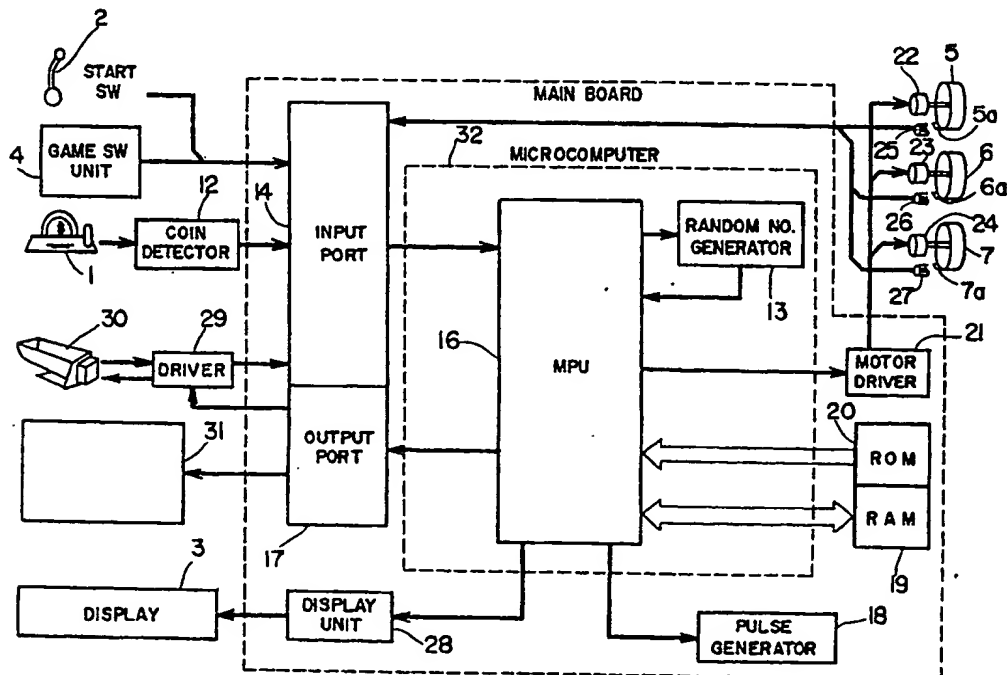 2
START
SW
4
GAME SW
UNIT
12
COIN
DETECTOR
1
30
29
DRIVER
31
3
DISPLAY
DISPLAY
UNIT
28
MAIN BOARD
14
INPUT
PORT
OUTPUT
PORT
17
32
MICROCOMPUTER
16
MPU
RANDOM NO.
GENERATOR
13
22
5
5a
25
23
6
6a
26
24
7
27
7a
21
MOTOR
DRIVER
20
ROM
RAM
19
PULSE
GENERATOR
18